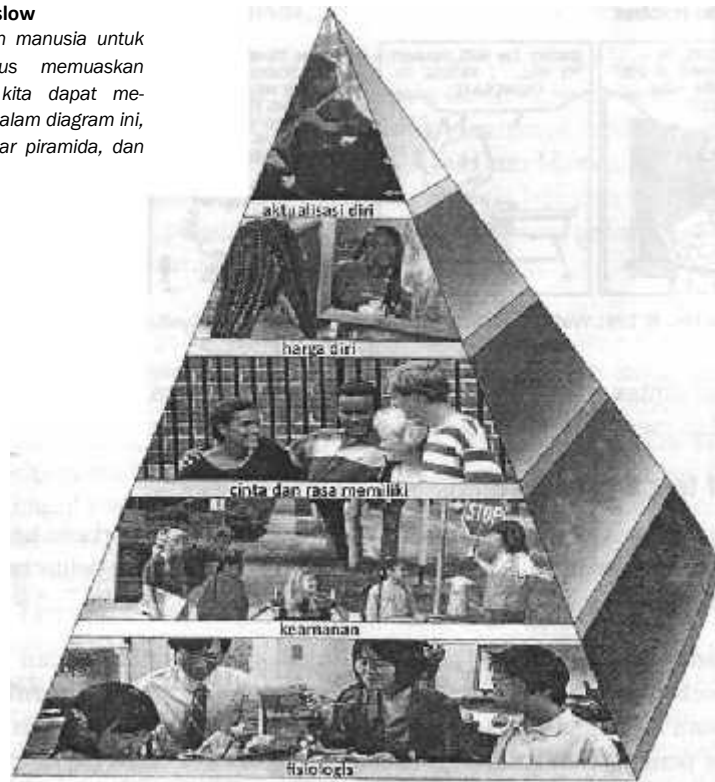 slow
n manusia untuk
us memuaskan
kita dapat me-
alam diagram ini,
ar piramida, dan
aktualisasi diri
harga diri
cinta dan rasa memiliki
STOP
keamanan
fisiologis